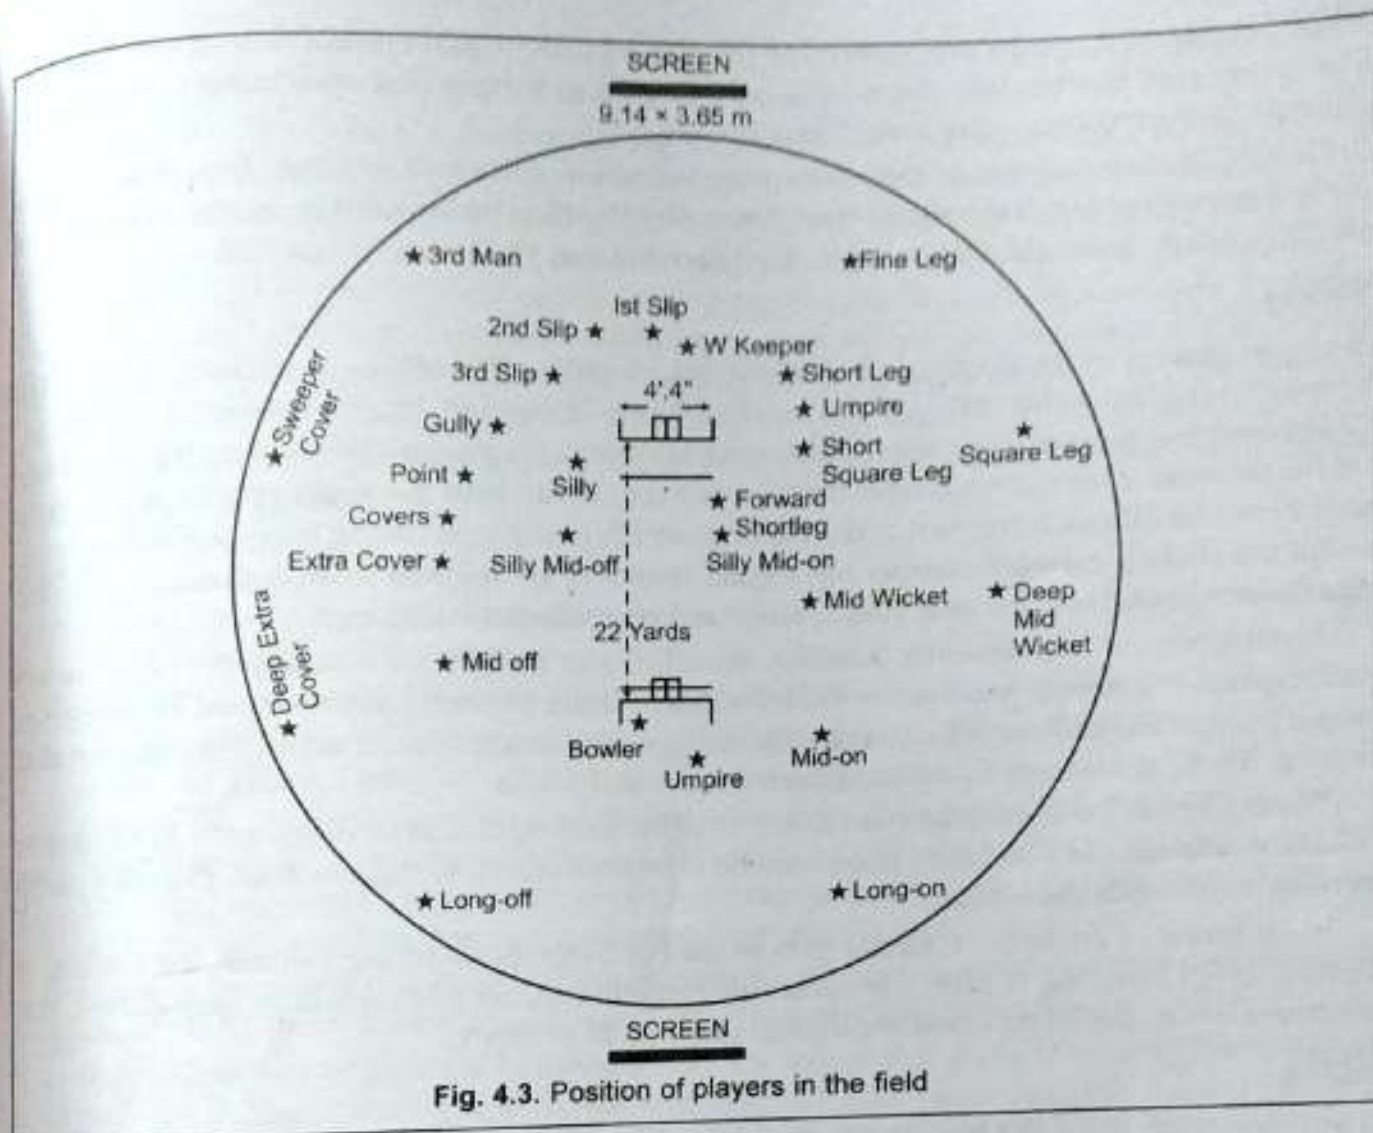 SCREEN
9.14 × 3.65 m
3rd Man
Fine Leg
Ist Slip
2nd Slip
W Keeper
3rd Slip
Short Leg
4'.4"
Umpire
Sweeper
Cover
Gully
Short
Square Leg
Square Leg
Point
Silly
Forward
Shortleg
Covers
Extra Cover
Silly Mid-off
Silly Mid-on
Mid Wicket
Deep
Mid
Wicket
Deep Extra
Cover
22 Yards
Mid off
Bowler
Umpire
Mid-on
Long-off
Long-on
SCREEN
Fig. 4.3. Position of players in the field